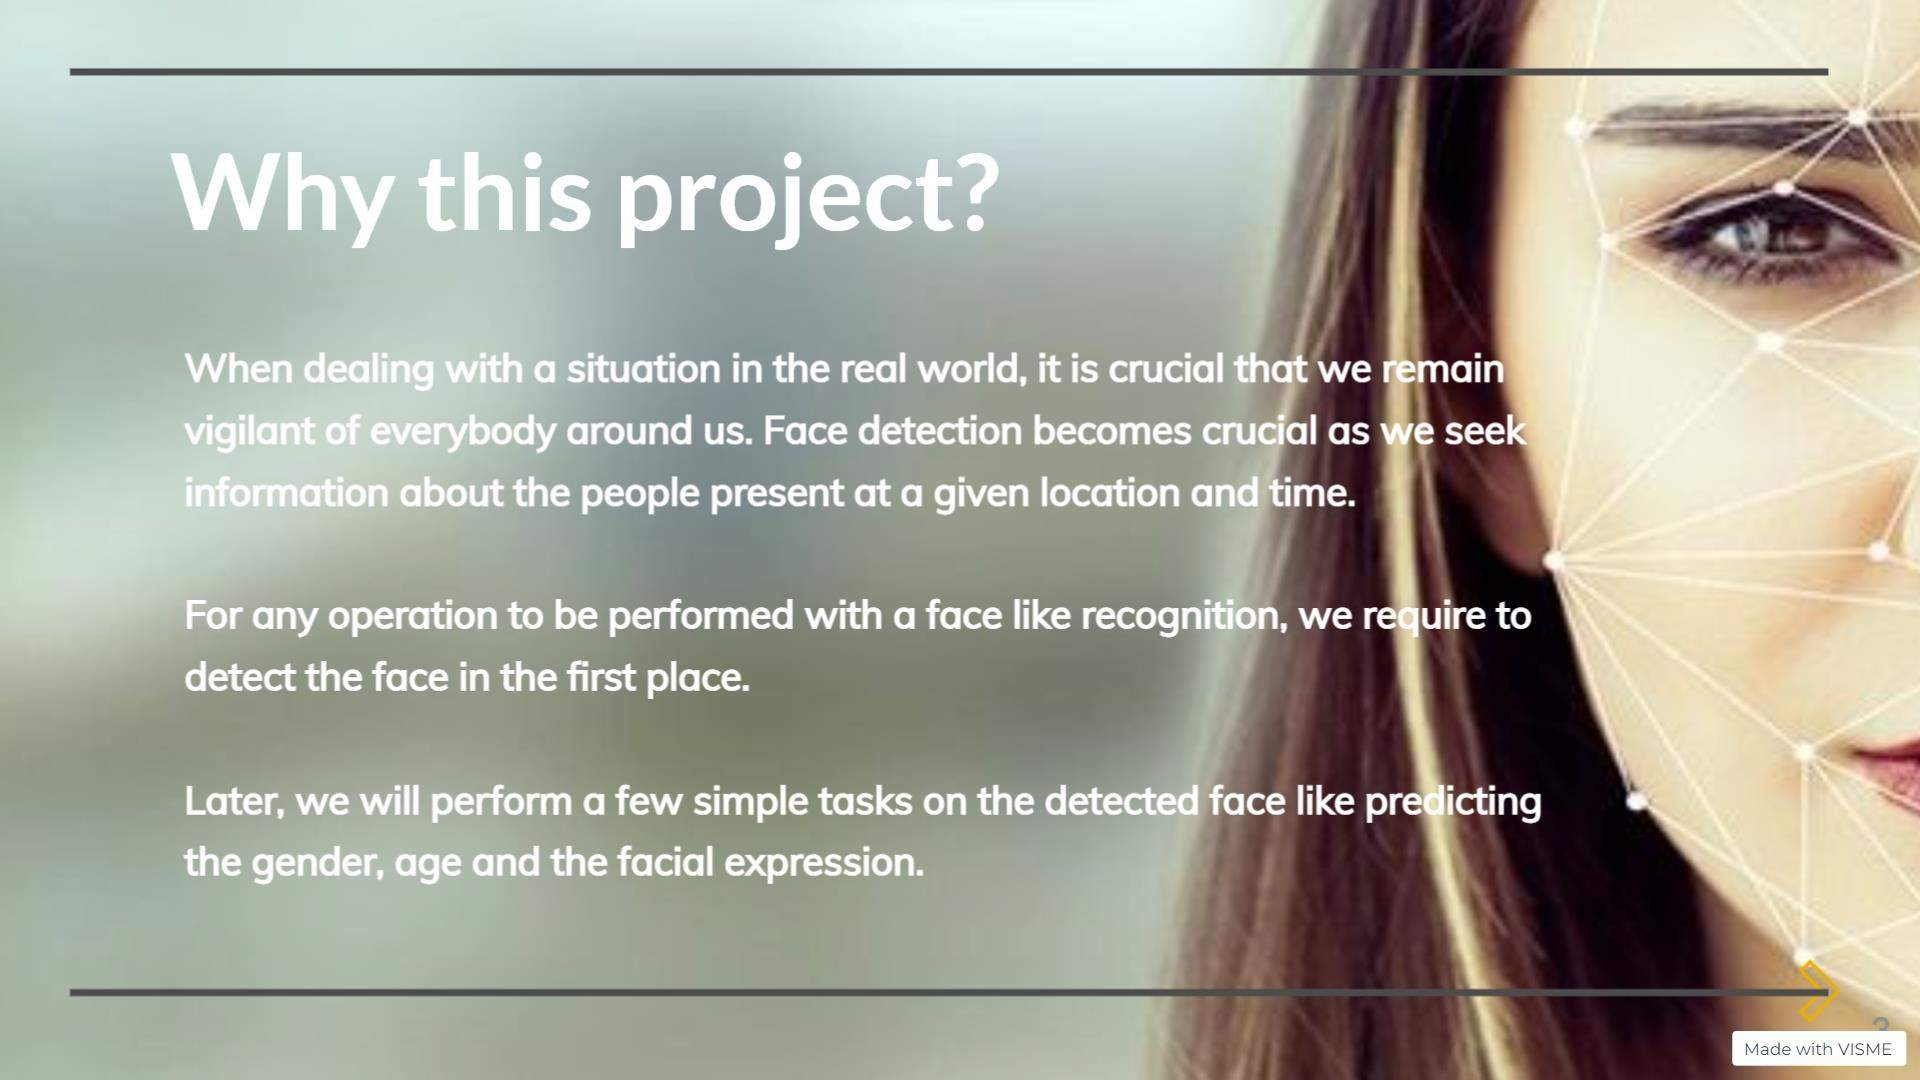 Why this project?
When dealing with a situation in the real world, it is crucial that we remain
vigilant of everybody around us. Face detection becomes crucial as we seek
information about the people present at a given location and time.
For any operation to be performed with a face like recognition, we require to
detect the face in the first place.
Later, we will perform a few simple tasks on the detected face like predicting
the gender, age and the facial expression.
Made with VISME